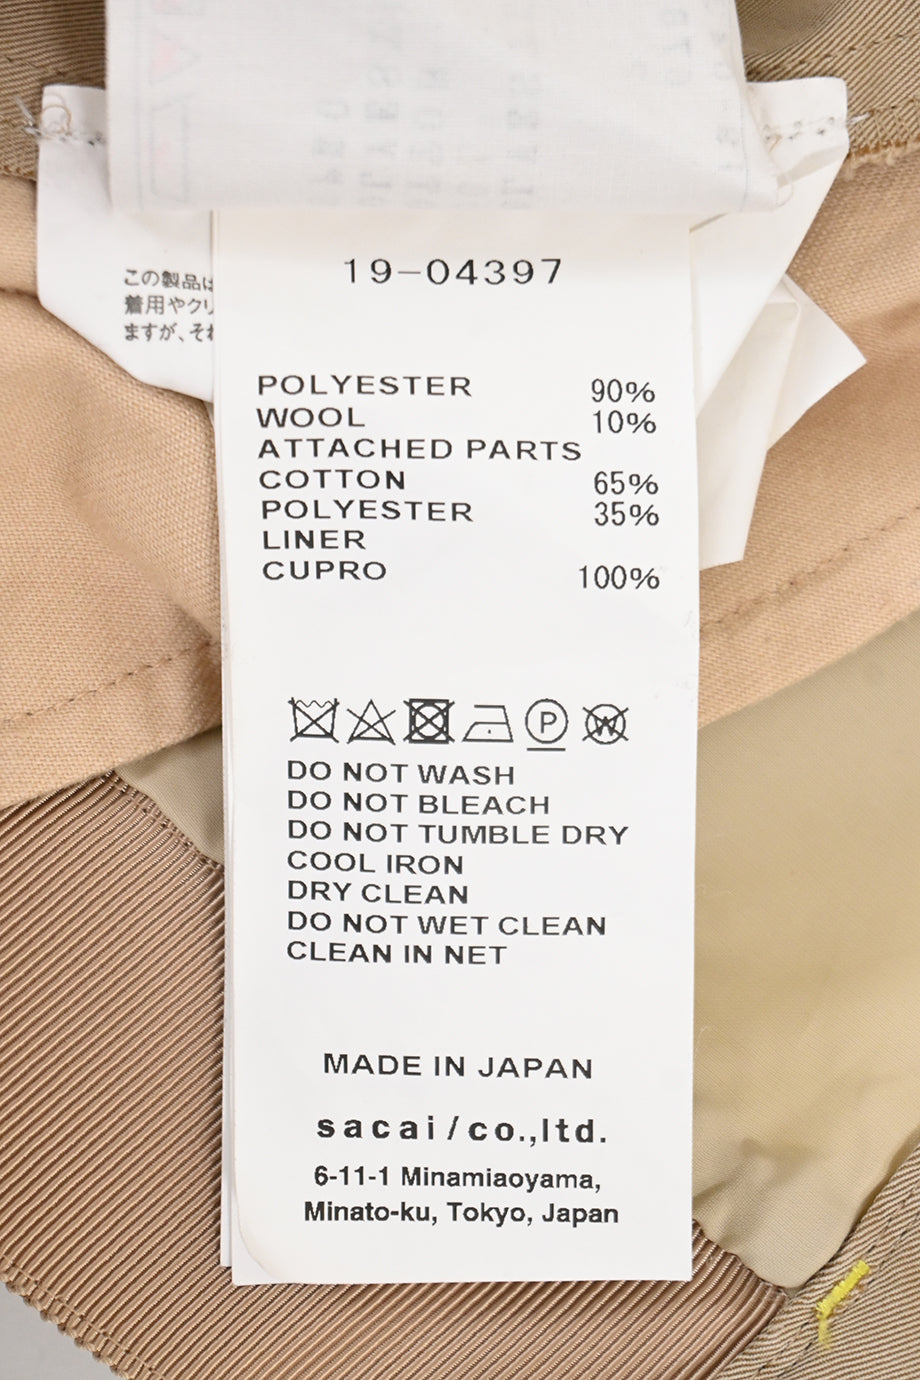 この製品は
着用やクリ
ますが、それ
19-04397
POLYESTER 90%
WOOL 10%
ATTACHED PARTS
COTTON 65%
POLYESTER 35%
LINER
CUPRO 100%
P
W
DO NOT WASH
DO NOT BLEACH
DO NOT TUMBLE DRY
COOL IRON
DRY CLEAN
DO NOT WET CLEAN
CLEAN IN NET
MADE IN JAPAN
sacai/co.,ltd.
6-11-1 Minamiaoyama,
Minato-ku, Tokyo, Japan